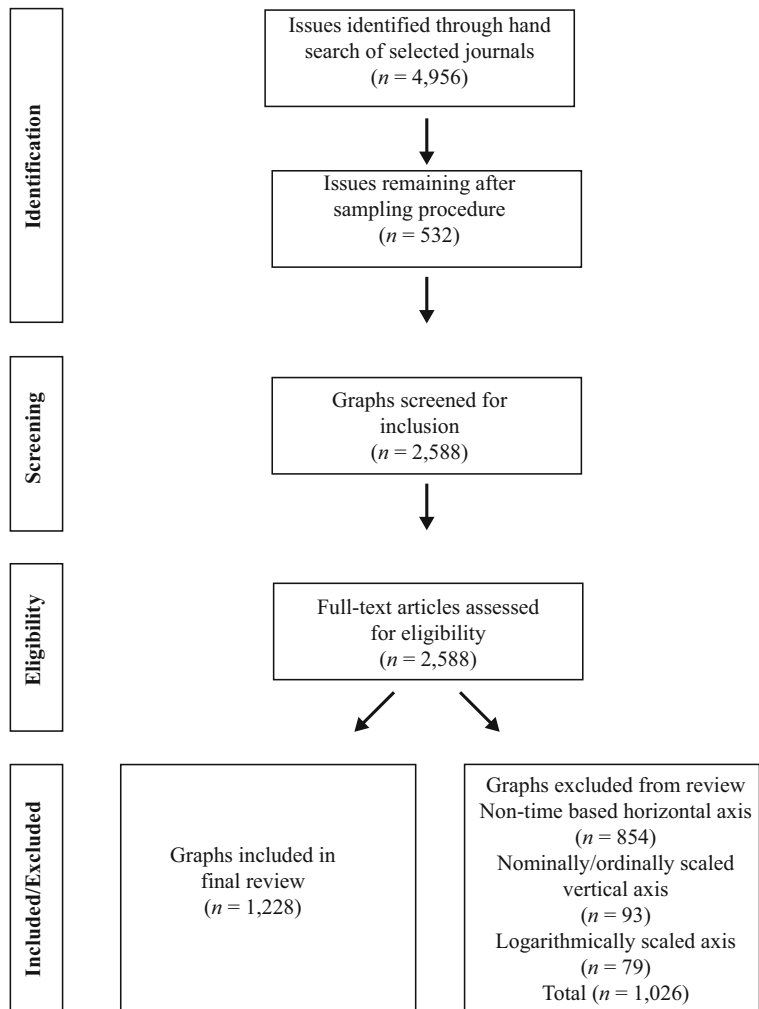 Identification
Issues identified through hand
search of selected journals
(n = 4,956)
Issues remaining after
sampling procedure
(n = 532)
Screening
Graphs screened for
inclusion
(n = 2,588)
Eligibility
Full-text articles assessed
for eligibility
(n = 2,588)
Included/Excluded
Graphs included in
final review
(n = 1,228)
Graphs excluded from review
Non-time based horizontal axis
(n = 854)
Nominally/ordinally scaled
vertical axis
(n = 93)
Logarithmically scaled axis
(n = 79)
Total (n = 1,026)